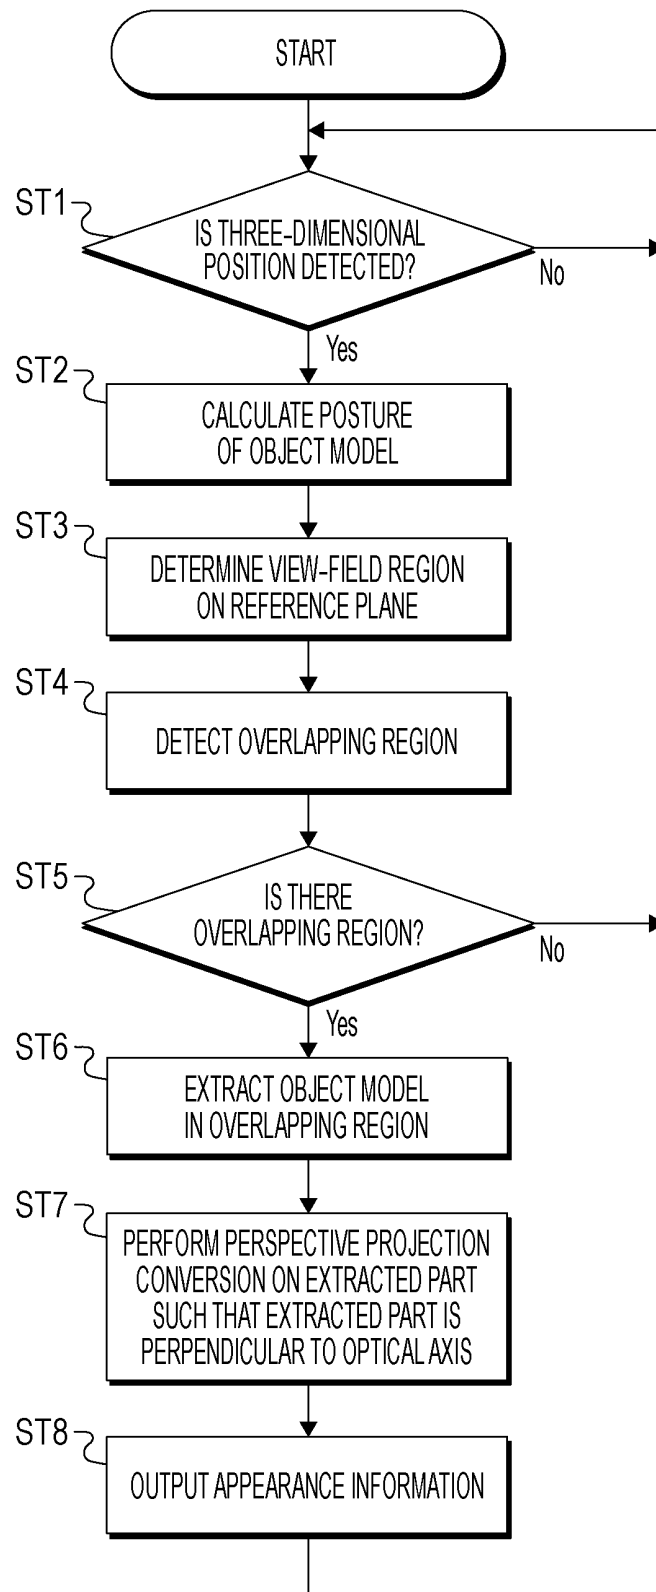 START
ST1
IS THREE-DIMENSIONAL
POSITION DETECTED?
No
Yes
ST2
CALCULATE POSTURE
OF OBJECT MODEL
ST3
DETERMINE VIEW-FIELD REGION
ON REFERENCE PLANE
ST4
DETECT OVERLAPPING REGION
ST5
IS THERE
OVERLAPPING REGION?
No
Yes
ST6
EXTRACT OBJECT MODEL
IN OVERLAPPING REGION
ST7
PERFORM PERSPECTIVE PROJECTION
CONVERSION ON EXTRACTED PART
SUCH THAT EXTRACTED PART IS
PERPENDICULAR TO OPTICAL AXIS
ST8
OUTPUT APPEARANCE INFORMATION